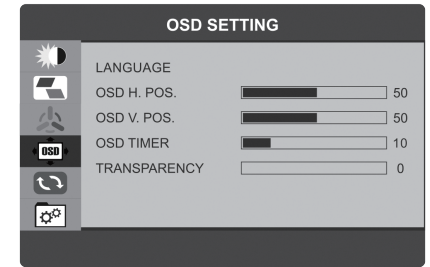 OSD SETTING
LANGUAGE
OSD H. POS. 50
OSD V. POS. 50
OSD TIMER 10
OSD
TRANSPARENCY 0